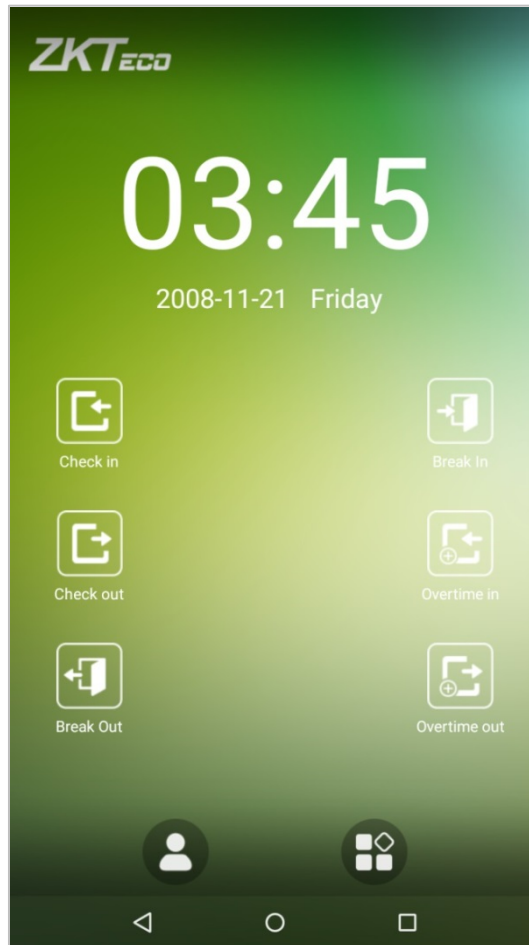 ZKTECO
03:45
2008-11-21 Friday
Check in
Break In
Check out
Overtime in
Break Out
Overtime out